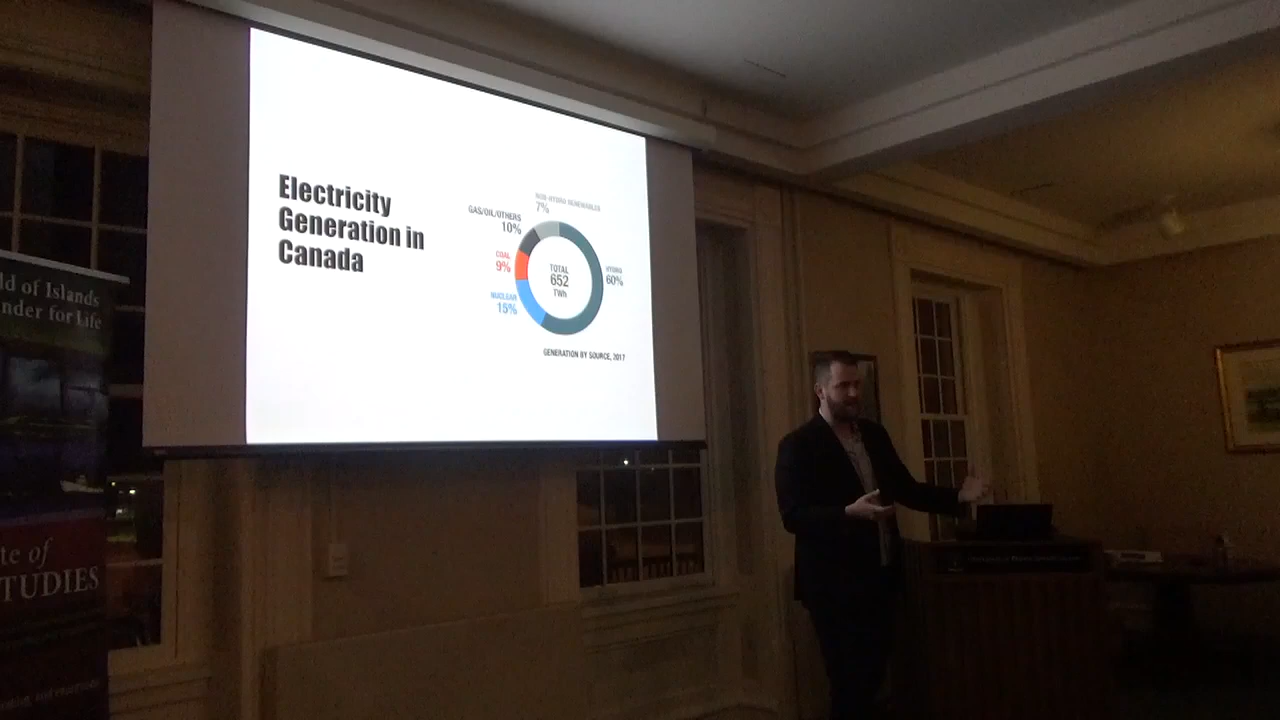 Electricity
Generation in
Canada
NON-HYDRO RENEWABLES
7%
GAS/OIL/OTHERS
10%
COAL
9%
NUCLEAR
15%
HYDRO
60%
TOTAL
652
TWh
GENERATION BY SOURCE, 2017
ld of Islands
nder for Life
te of
TUDIES